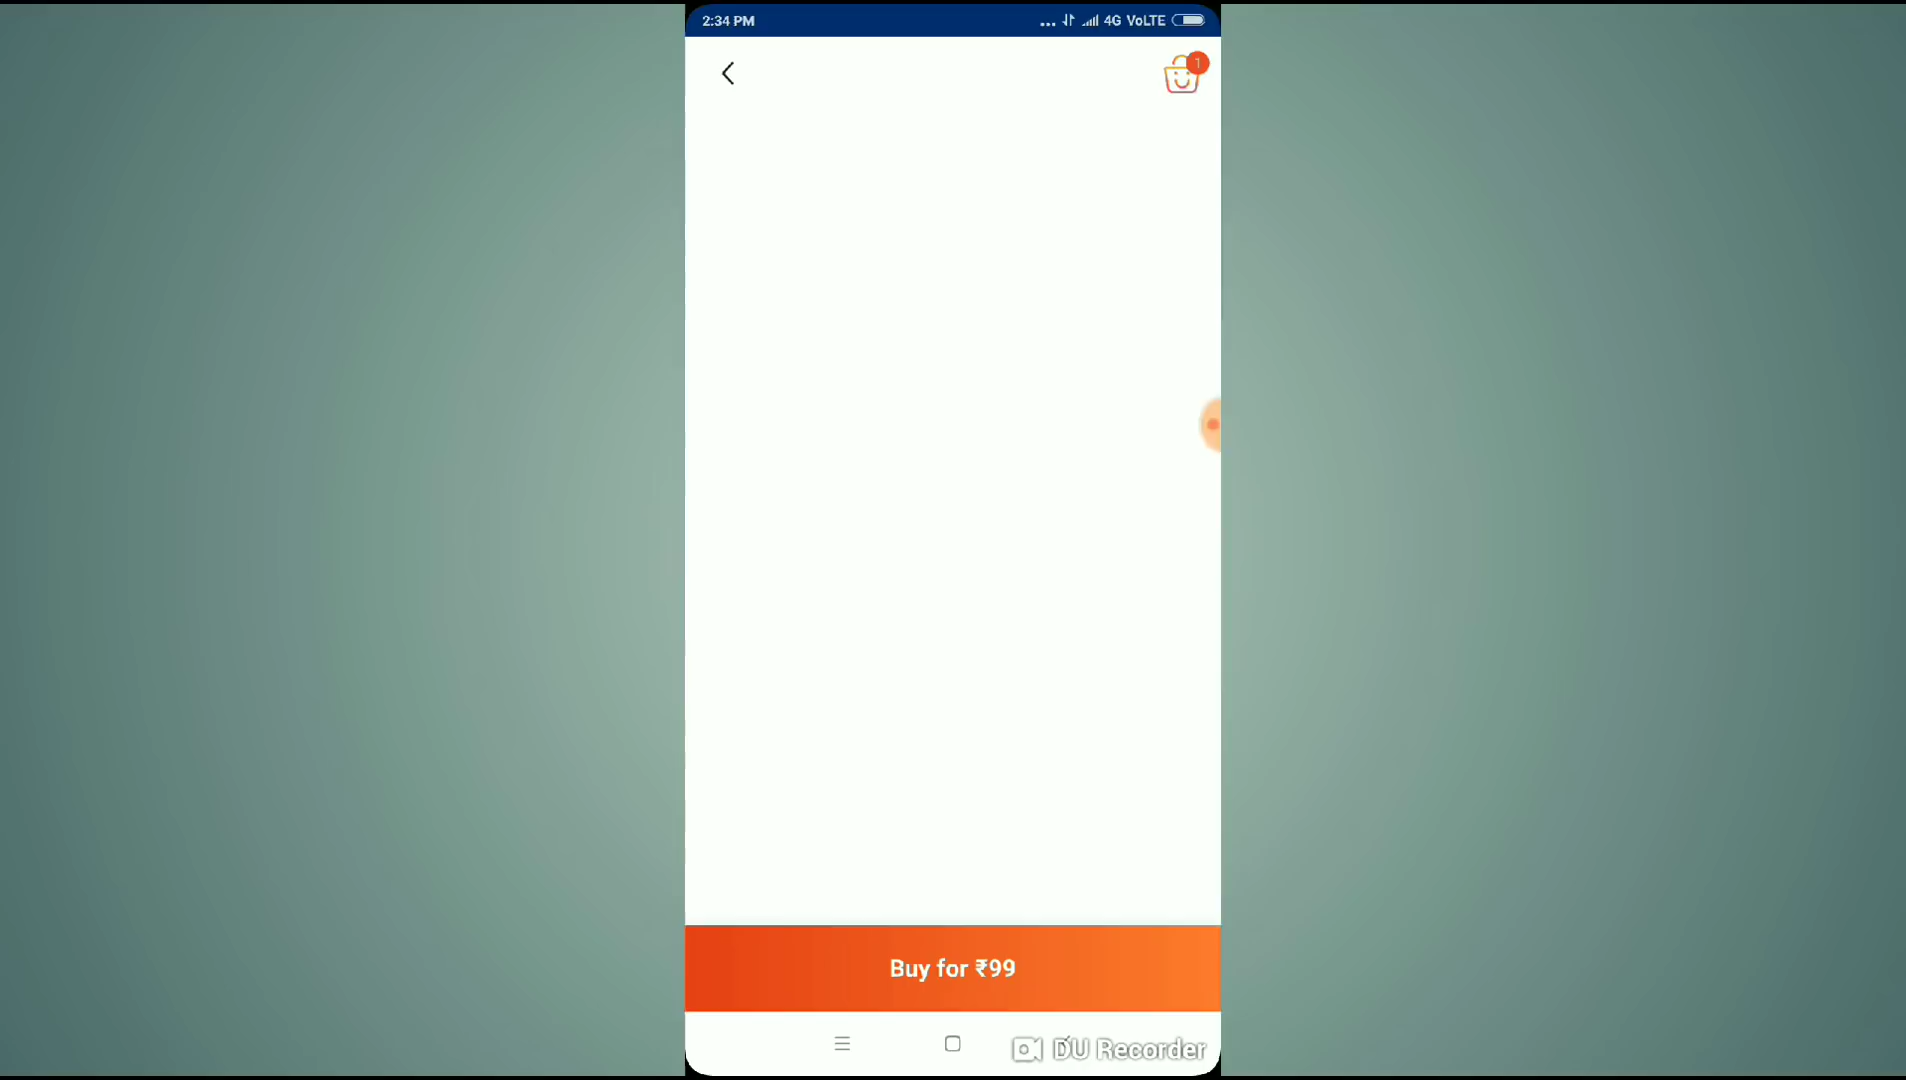 2:34 PM
... 4G VoLTE
1
Buy for ₹99
DU Recorder